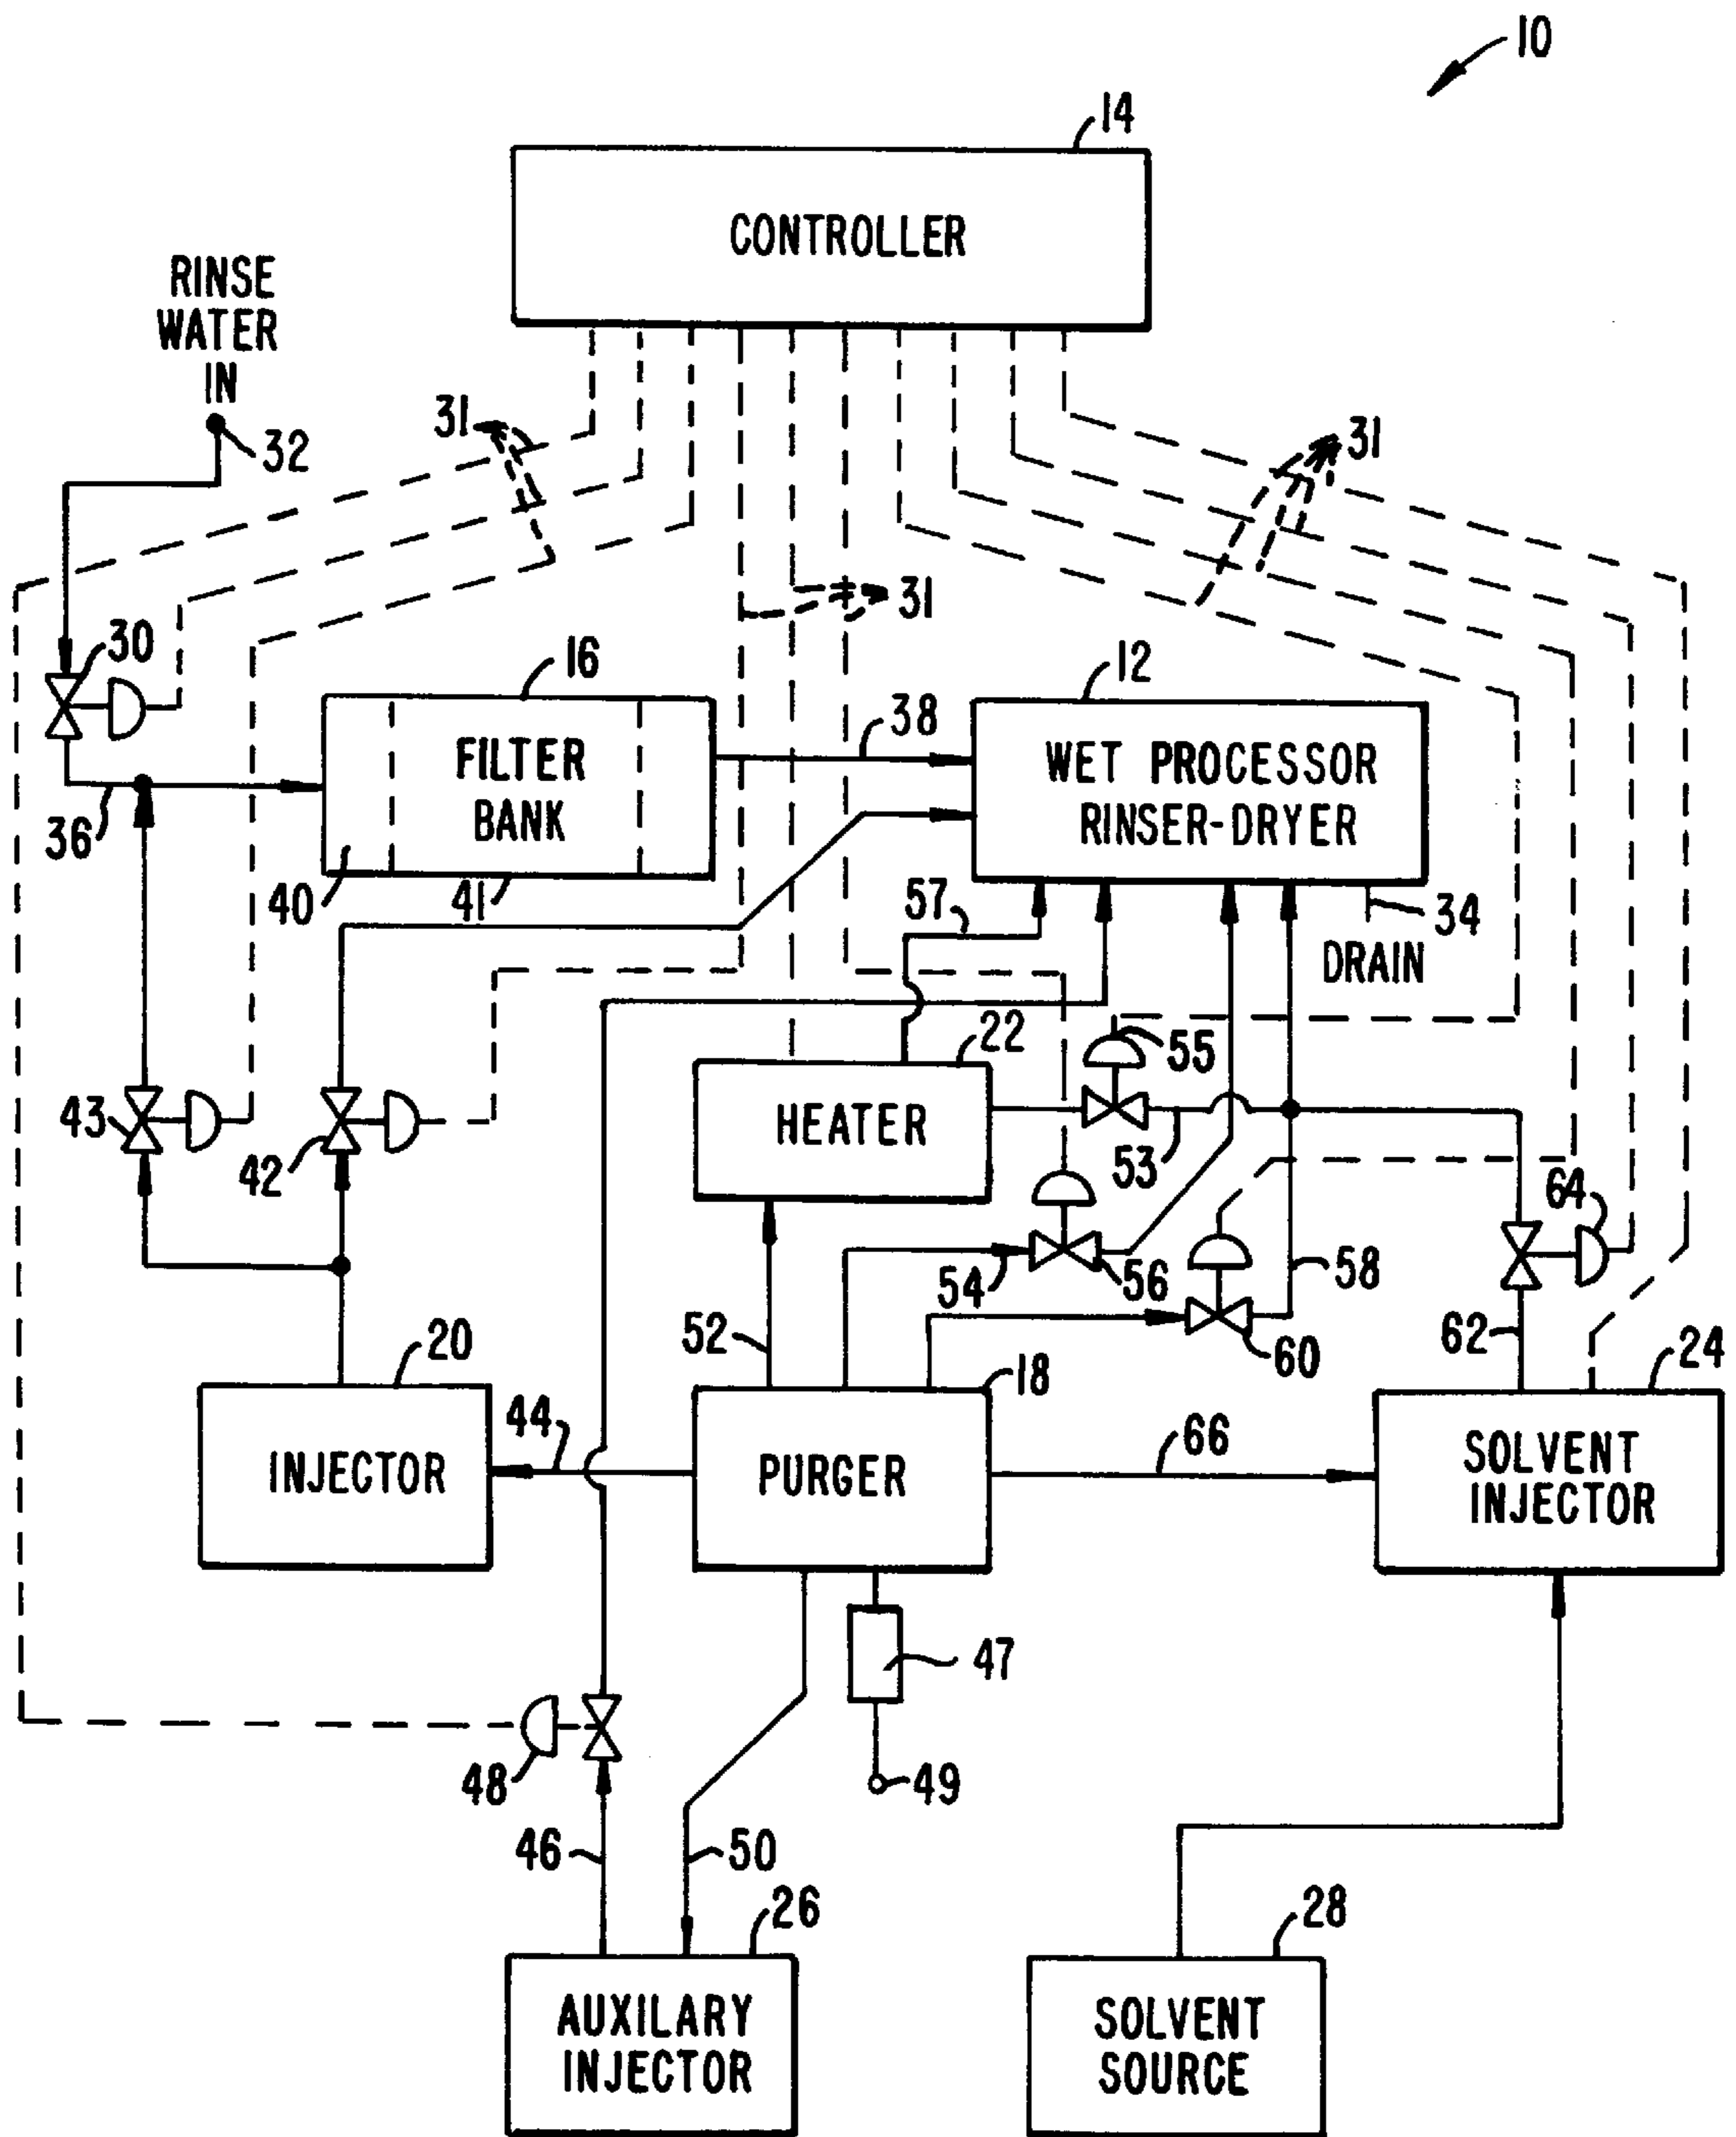 10
14
CONTROLLER
RINSE
WATER
IN
32
31
31
31
30
16
12
38
FILTER
BANK
WET PROCESSOR
RINSER-DRYER
36
40
41
57
34
DRAIN
22
55
43
42
HEATER
53
64
54
56
58
52
60
62
20
18
24
44
66
INJECTOR
PURGER
SOLVENT
INJECTOR
47
48
49
46
50
26
28
AUXILARY
INJECTOR
SOLVENT
SOURCE